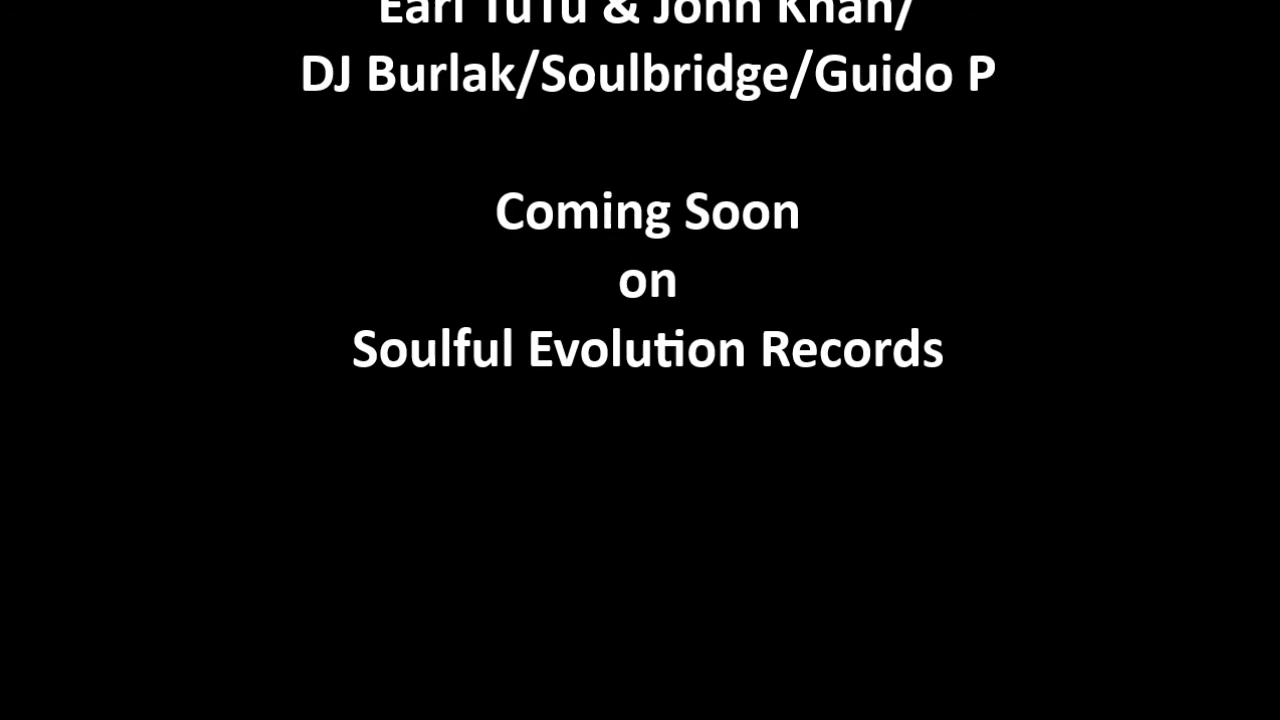 Earl TuTu & John Khan/
DJ Burlak/Soulbridge/Guido P
Coming Soon
on
Soulful Evolution Records